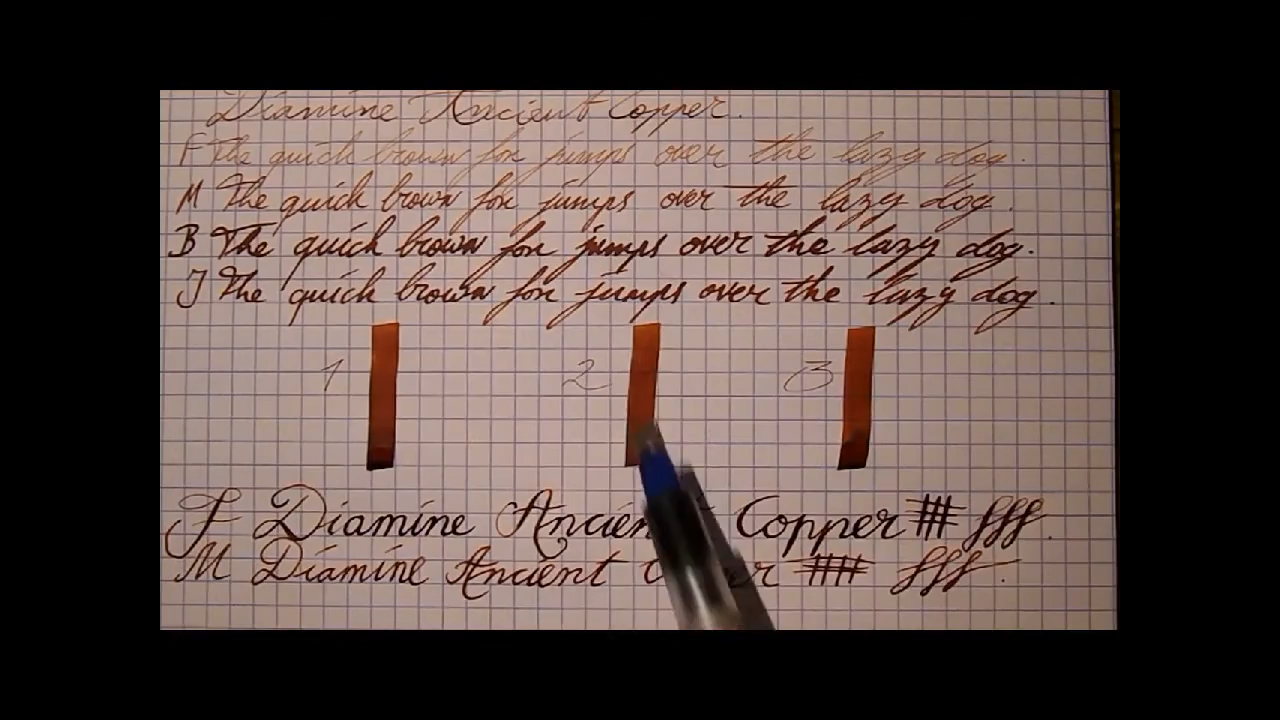 Diamine Ancient Copper.
F The quick brown fox jumps over the lazy dog.
M The quick brown fox jumps over the lazy dog.
B The quick brown fox jumps over the lazy dog.
J The quick brown fox jumps over the lazy dog.
1 2 3
F Diamine Ancient Copper ## fff.
M Diamine Ancient ## fff.